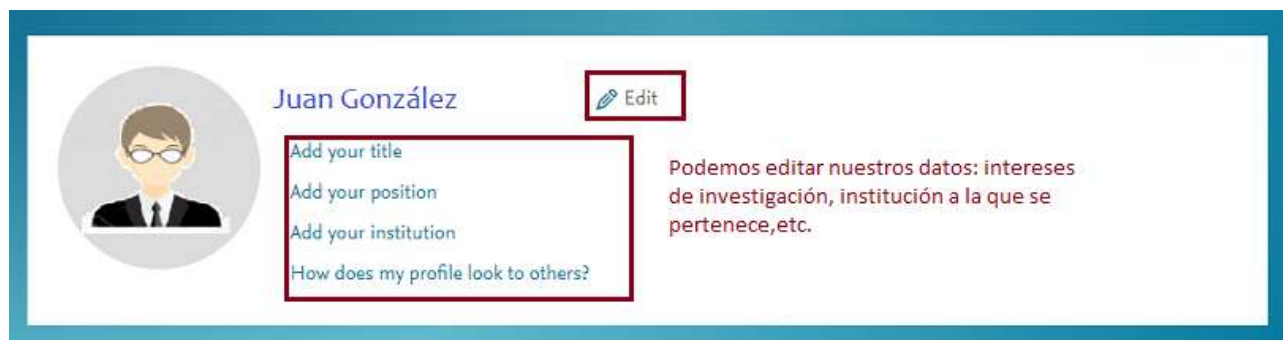 Juan González
Edit
Add your title
Add your position
Add your institution
How does my profile look to others?
Podemos editar nuestros datos: intereses
de investigación, institución a la que se
pertenece,etc.